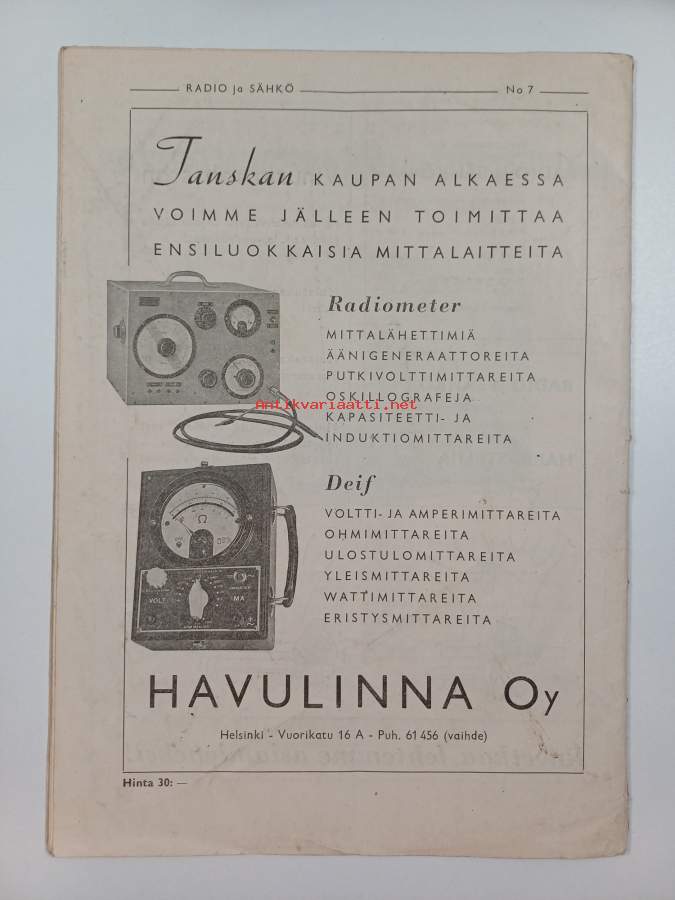 RADIO ja SÄHKÖ No 7
Tanskan KAUPAN ALKAESSA
VOIMME JÄLLEEN TOIMITTAA
ENSILUOKKAISIA MITTALAITTEITA
Radiometer
MITTALÄHETTIMIÄ
ÄÄNIGENERAATTOREITA
PUTKIVOLTTIMITTAREITA
OSKILLOGRAFEJA
Antikvariaatti.net
KAPASITEETTI- JA
INDUKTIOMITTAREITA
Deif
VOLTTI- JA AMPERIMITTAREITA
OHMIMITTAREITA
ULOSTULOMITTAREITA
YLEISMITTAREITA
WATTIMITTAREITA
ERISTYSMITTAREITA
Ω
VOLT
MA
HAVULINNA Oy
Helsinki - Vuorikatu 16 A - Puh. 61 456 (vaihde)
Hinta 30: —